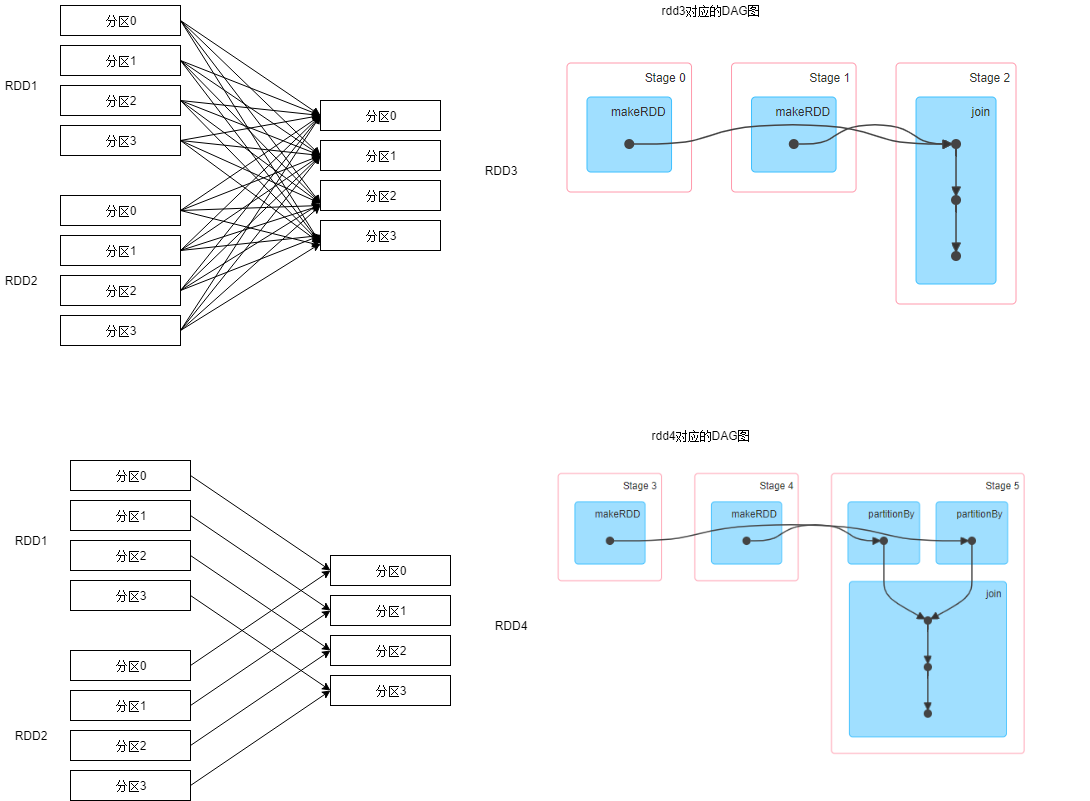 分区0
分区1
RDD1
分区2
分区3
分区0
分区1
RDD2
分区2
分区3
分区0
分区1
分区2
分区3
RDD3
rdd3对应的DAG图
Stage 0
makeRDD
Stage 1
makeRDD
Stage 2
join
分区0
分区1
RDD1
分区2
分区3
分区0
分区1
RDD2
分区2
分区3
分区0
分区1
分区2
分区3
RDD4
rdd4对应的DAG图
Stage 3
makeRDD
Stage 4
makeRDD
Stage 5
partitionBy
partitionBy
join